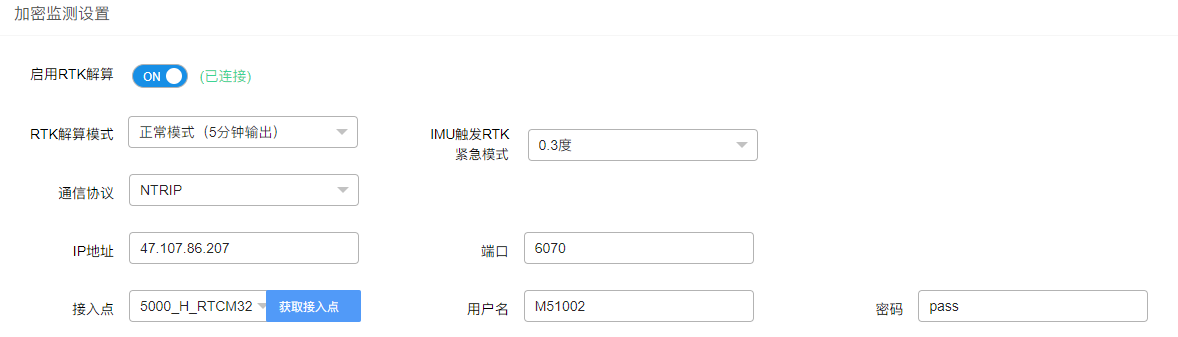 加密监测设置
启用RTK解算 ON (已连接)
RTK解算模式 正常模式（5分钟输出） IMU触发RTK
紧急模式 0.3度
通信协议 NTRIP
IP地址 47.107.86.207 端口 6070
接入点 5000_H_RTCM32 获取接入点 用户名 M51002 密码 pass